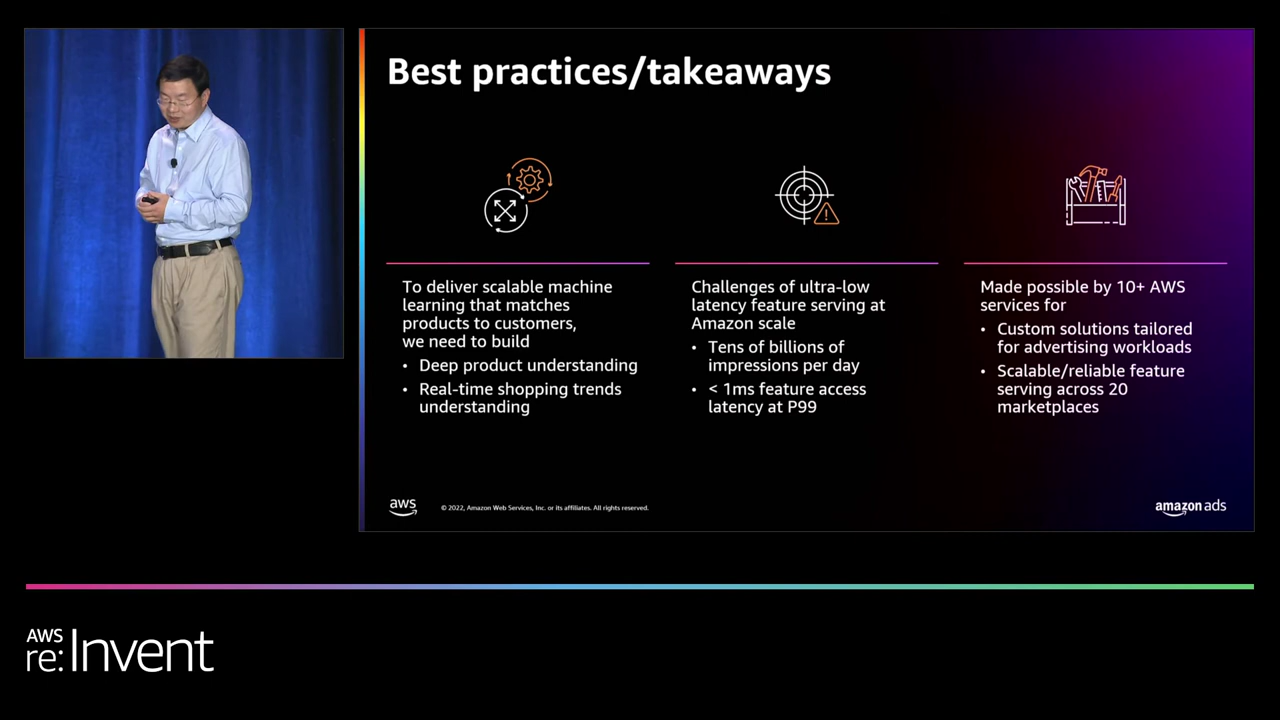 Best practices/takeaways
To deliver scalable machine
learning that matches
products to customers,
we need to build
• Deep product understanding
• Real-time shopping trends
understanding
Challenges of ultra-low
latency feature serving at
Amazon scale
• Tens of billions of
impressions per day
• < 1ms feature access
latency at P99
Made possible by 10+ AWS
services for
• Custom solutions tailored
for advertising workloads
• Scalable/reliable feature
serving across 20
marketplaces
aws
© 2022, Amazon Web Services, Inc. or its affiliates. All rights reserved.
amazon ads
AWS
re:Invent